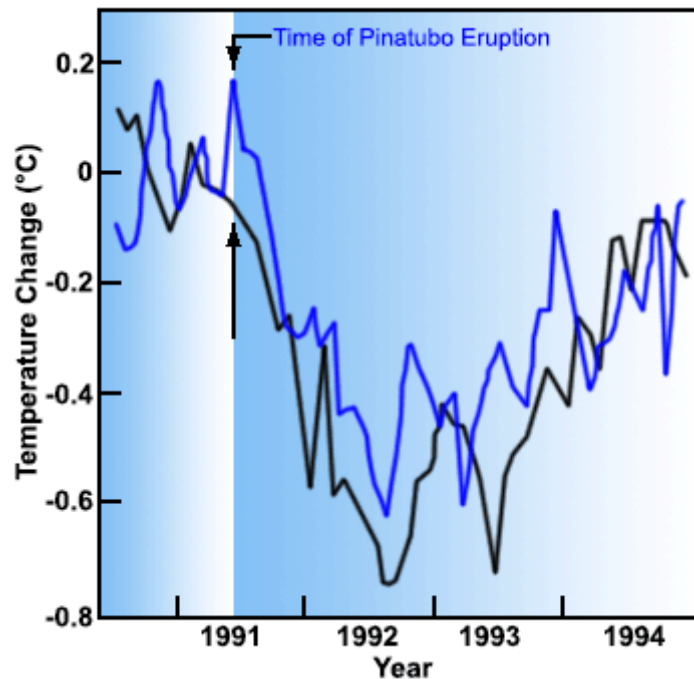 Time of Pinatubo Eruption
Temperature Change (°C)
0.2
0
-0.2
-0.4
-0.6
-0.8
1991 1992 1993 1994
Year